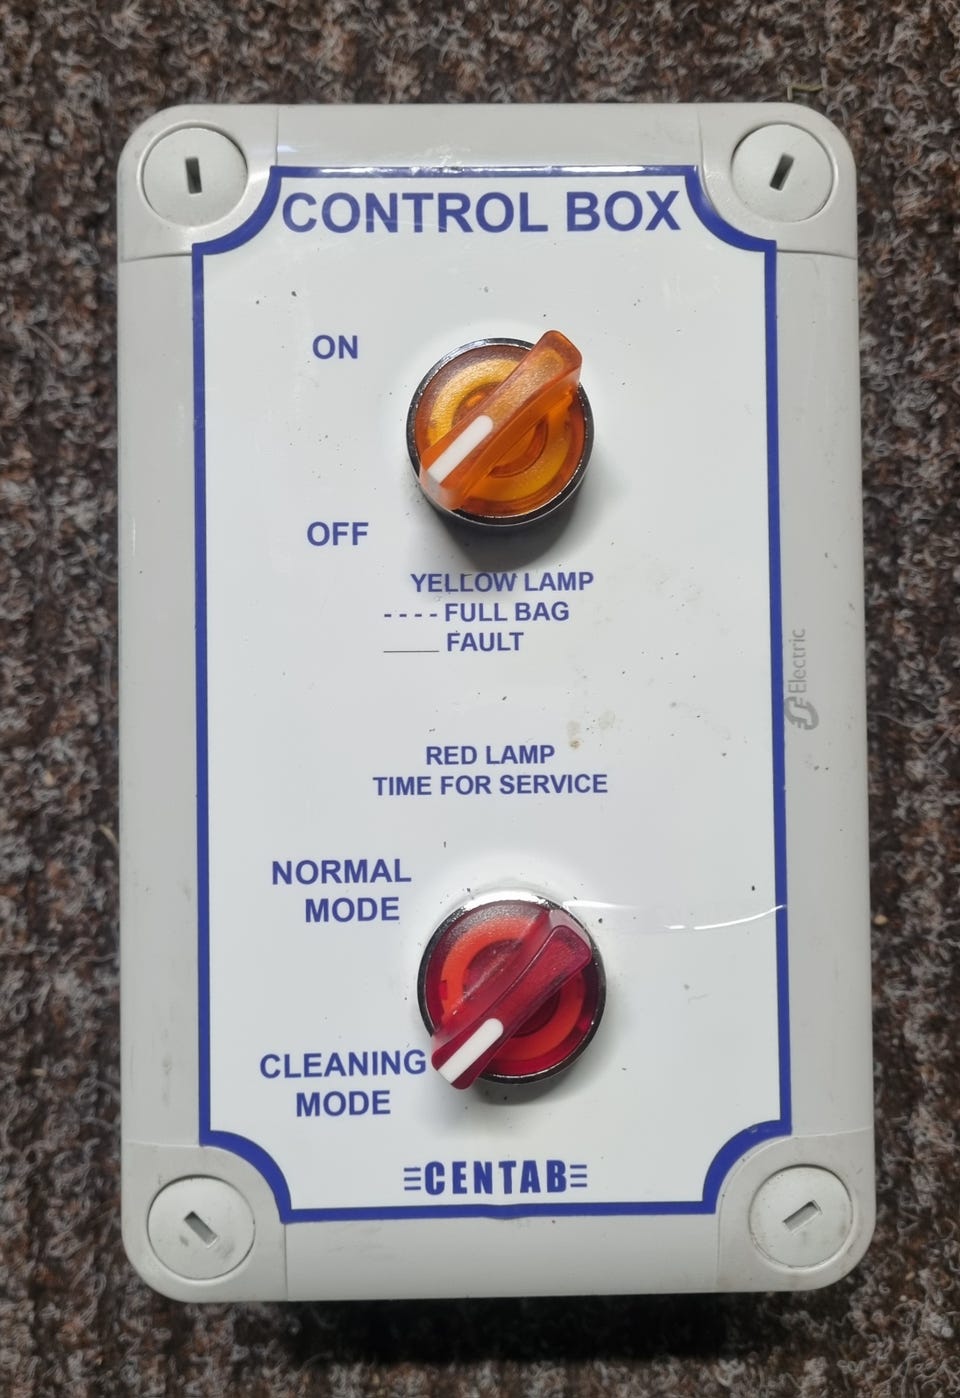 CONTROL BOX
ON
OFF
YELLOW LAMP
---- FULL BAG
____ FAULT
RED LAMP
TIME FOR SERVICE
NORMAL
MODE
CLEANING
MODE
CENTAB
Electric